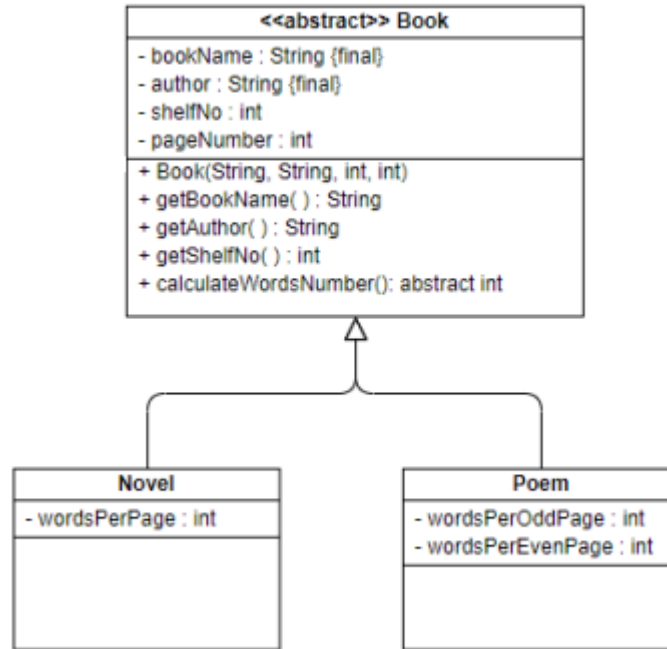 <<abstract>> Book
- bookName : String {final}
- author : String {final}
- shelfNo : int
- pageNumber : int
+ Book(String, String, int, int)
+ getBookName( ) : String
+ getAuthor( ) : String
+ getShelfNo( ) : int
+ calculateWordsNumber(): abstract int
Novel
- wordsPerPage : int
Poem
- wordsPerOddPage : int
- wordsPerEvenPage : int